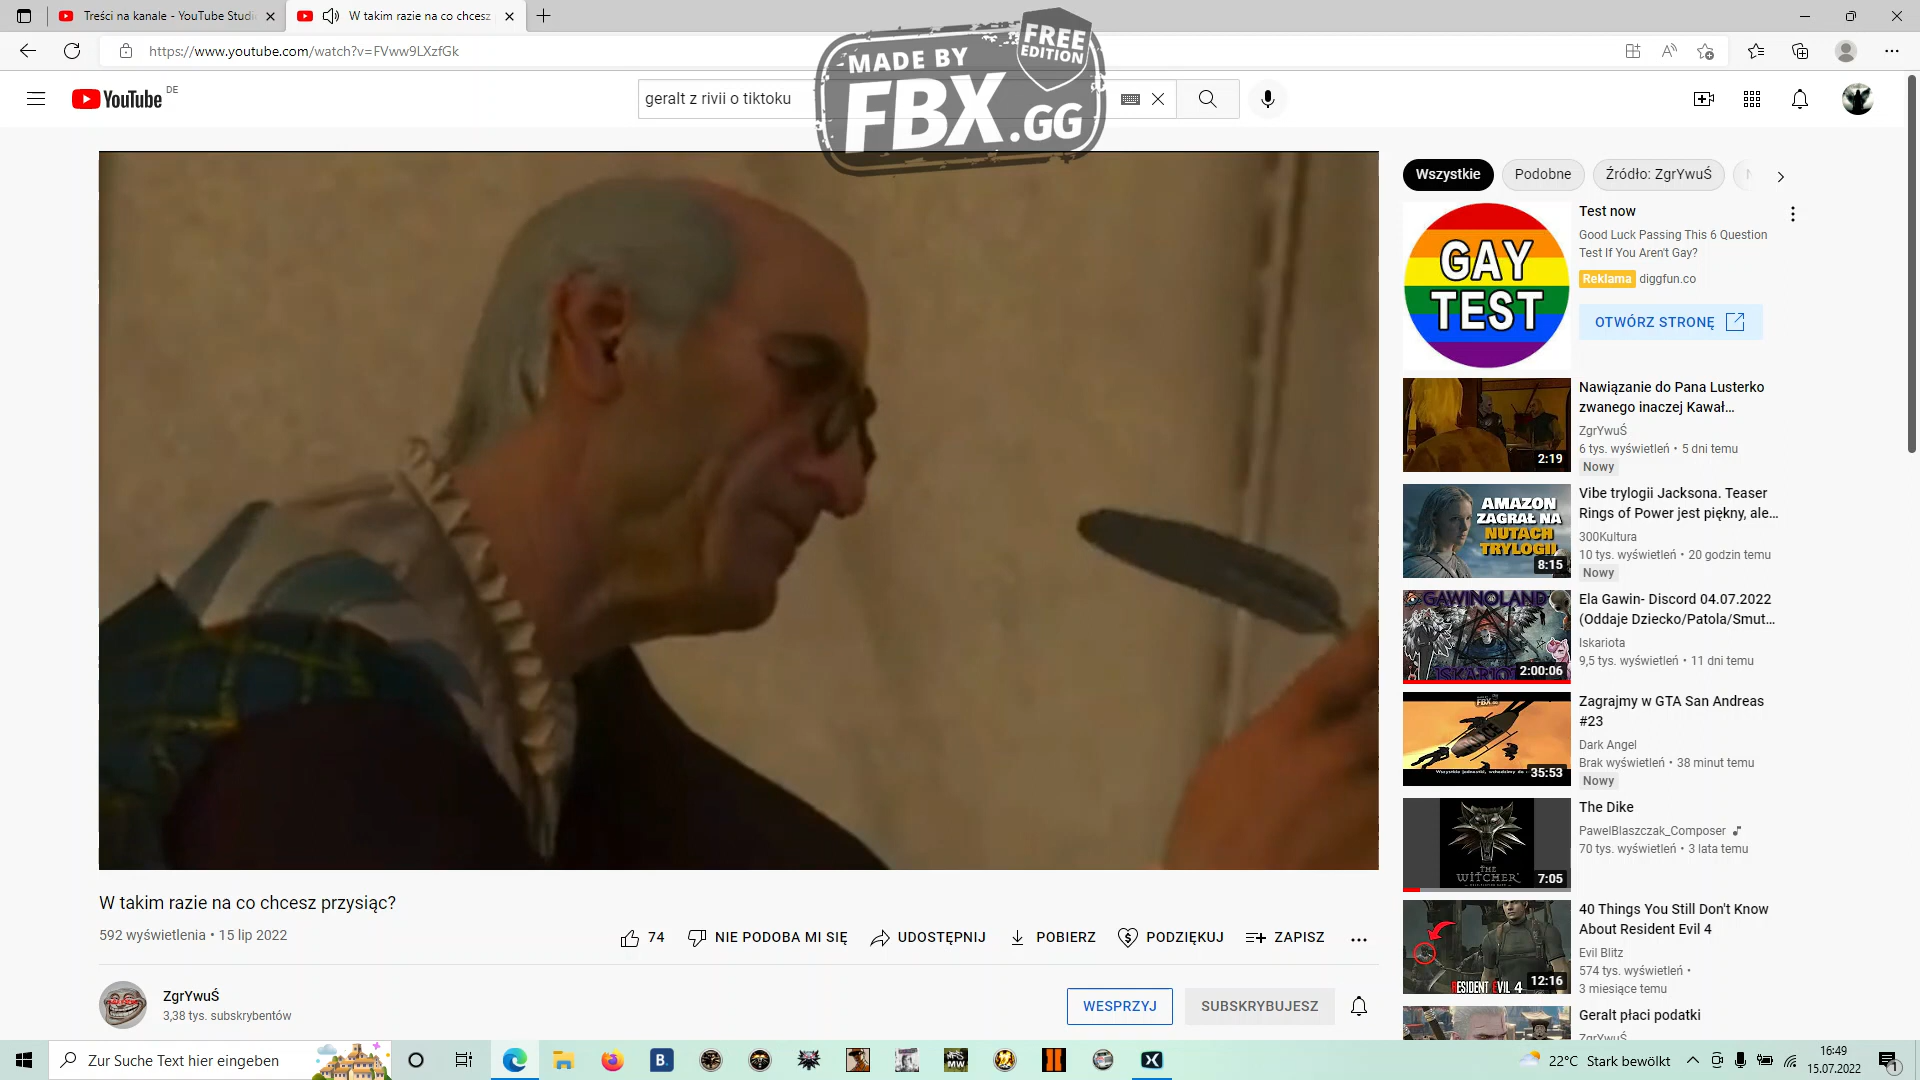 Treści na kanale - YouTube Studi
W takim razie na co chcesz
https://www.youtube.com/watch?v=FVww9LXzfGk
MADE BY
FBX.GG
FREE
EDITION
YouTube DE
geralt z rivii o tiktoku
Wszystkie
Podobne
Źródło: ZgrYwuŚ
GAY
TEST
Test now
Good Luck Passing This 6 Question
Test If You Aren't Gay?
Reklama diggfun.co
OTWÓRZ STRONĘ
2:19
Nawiązanie do Pana Lusterko
zwanego inaczej Kawał...
ZgrYwuŚ
6 tys. wyświetleń • 5 dni temu
Nowy
AMAZON
ZAGRAŁ NA
NUTACH
TRYLOGII
8:15
Vibe trylogii Jacksona. Teaser
Rings of Power jest piękny, ale...
300Kultura
10 tys. wyświetleń • 20 godzin temu
Nowy
GAWINOLAND
ISKARIOT
2:00:06
Ela Gawin- Discord 04.07.2022
(Oddaje Dziecko/Patola/Smut...
Iskariota
9,5 tys. wyświetleń • 11 dni temu
FBX.GG
35:53
Zagrajmy w GTA San Andreas
#23
Dark Angel
Brak wyświetleń • 38 minut temu
Nowy
THE
WITCHER
7:05
The Dike
PawelBlaszczak_Composer
70 tys. wyświetleń • 3 lata temu
RESIDENT EVIL 4
12:16
40 Things You Still Don't Know
About Resident Evil 4
Evil Blitz
574 tys. wyświetleń •
3 miesiące temu
Geralt płaci podatki
ZgrYwuŚ
W takim razie na co chcesz przysiąc?
592 wyświetlenia • 15 lip 2022
74
NIE PODOBA MI SIĘ
UDOSTĘPNIJ
POBIERZ
PODZIĘKUJ
ZAPISZ
ZgrYwuŚ
3,38 tys. subskrybentów
WESPRZYJ
SUBSKRYBUJESZ
Zur Suche Text hier eingeben
B.
MW
22°C Stark bewölkt
16:49
15.07.2022
1